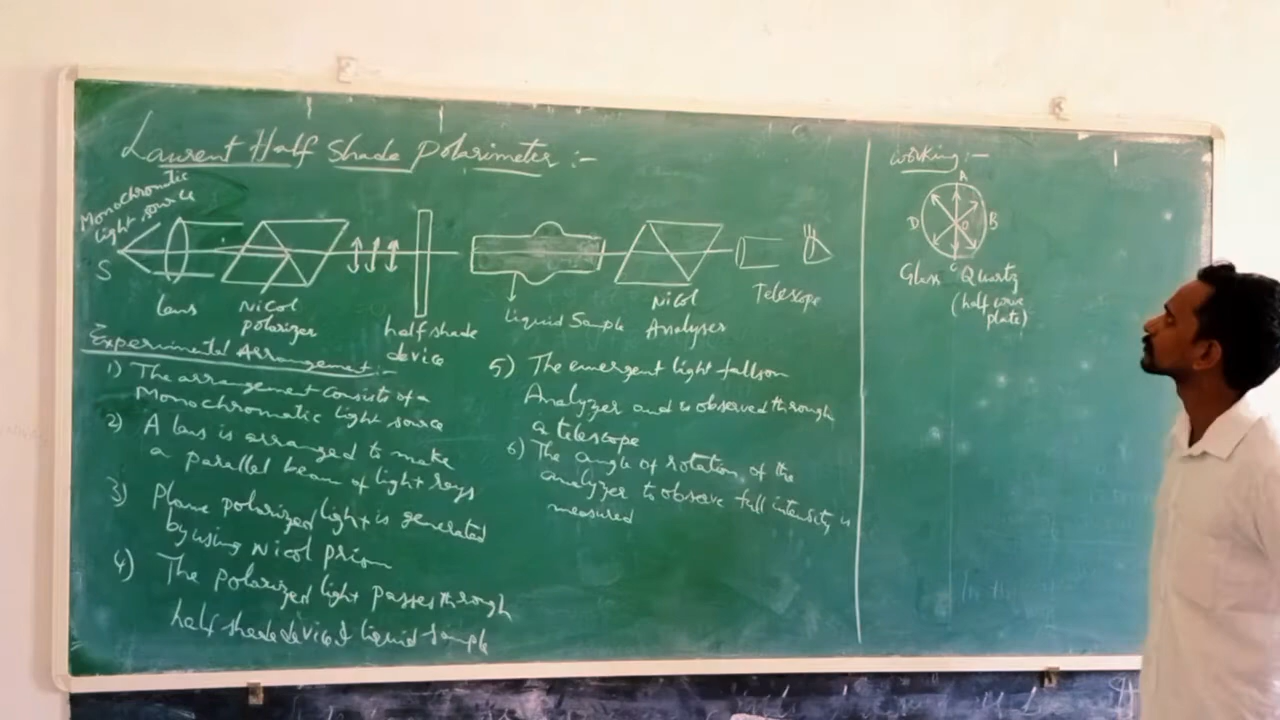 Laurent Half Shade Polarimeter :-
Monochromatic
light source
S
lens
Nicol
polarizer
half shade
device
Liquid Sample
Nicol
Analyser
Telescope
Experimental Arrangement :-
1) The arrangement consists of a
Monochromatic light source
2) A lens is arranged to make
a parallel beam of light rays
3) Plane polarized light is generated
by using Nicol prism
4) The polarized light passes through
half shade device & liquid sample
5) The emergent light falls on
Analyzer and is observed through
a telescope
6) The angle of rotation of the
analyzer to observe full intensity is
measured
working :-
A
D
B
C
Glass Quartz
(half wave
plate)